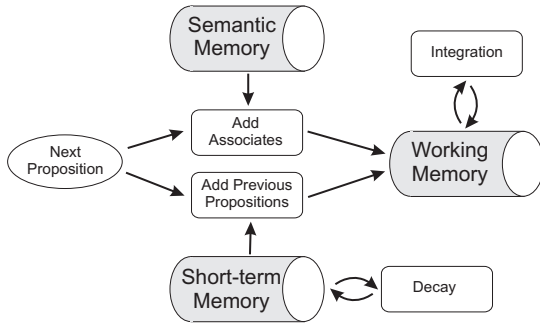 Semantic
Memory
Integration
Add
Associates
Next
Proposition
Working
Memory
Add Previous
Propositions
Short-term
Memory
Decay